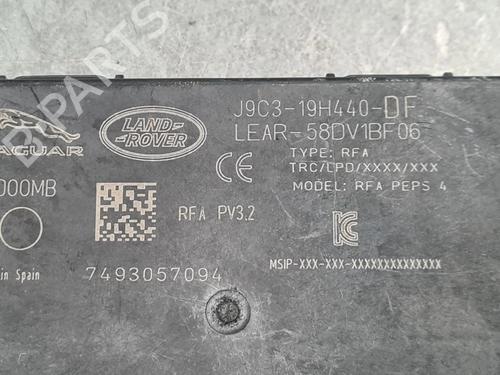 J9C3-19H440-DF
LEAR-58DV1BF06
TYPE: RFA
TRC/LPD/XXXX/XXX
MODEL: RFA PEPS 4
LAND-
ROVER
JAGUAR
CE
000MB
RFA PV3.2
in Spain
7493057094
MSIP-XXX-XXX-XXXXXXXXXXXXXX
B-PARTS